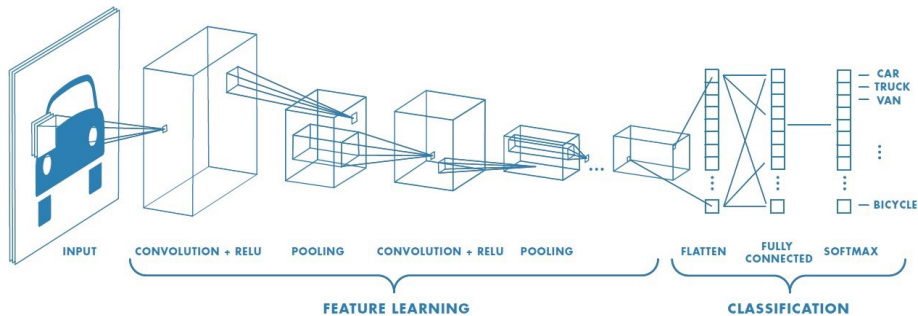 CAR
TRUCK
VAN
BICYCLE
INPUT
CONVOLUTION + RELU
POOLING
CONVOLUTION + RELU
POOLING
FLATTEN
FULLY
CONNECTED
SOFTMAX
FEATURE LEARNING
CLASSIFICATION